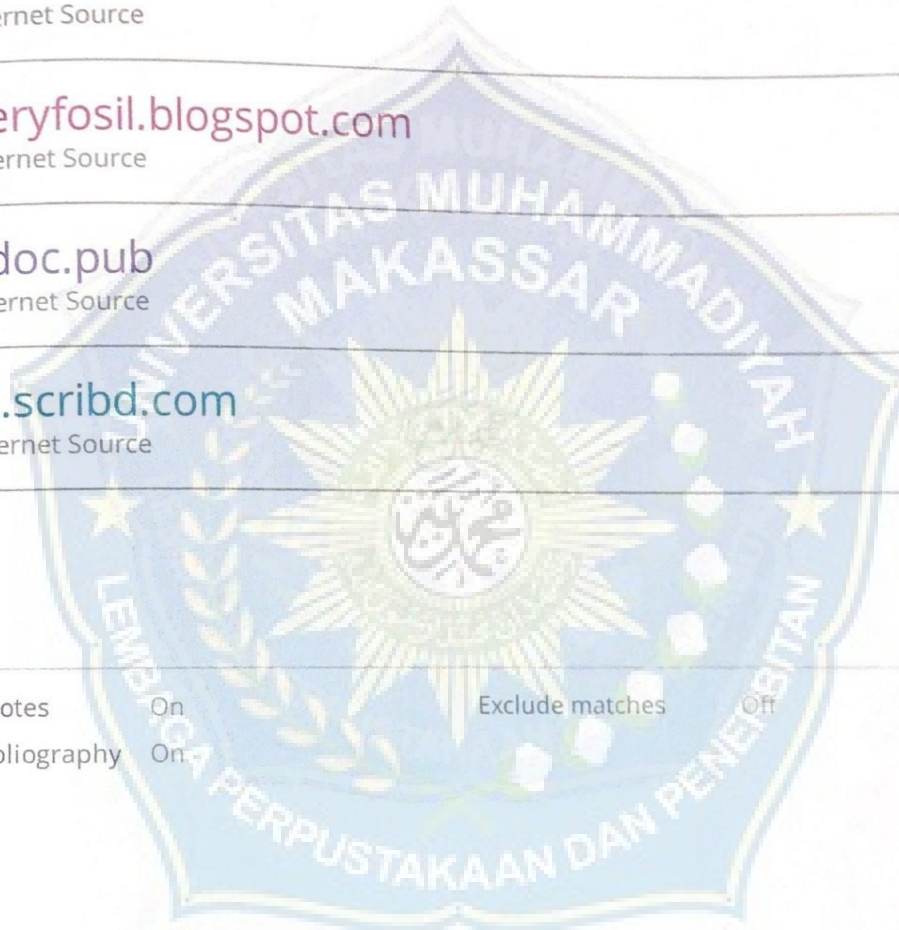 ernet Source
eryfosil.blogspot.com
ernet Source
doc.pub
ernet Source
.scribd.com
ernet Source
otes On Exclude matches Off
bliography On
UNIVERSITAS MUHAMMADIYAH
MAKASSAR
LEMBAGA PERPUSTAKAAN DAN PENERBITAN